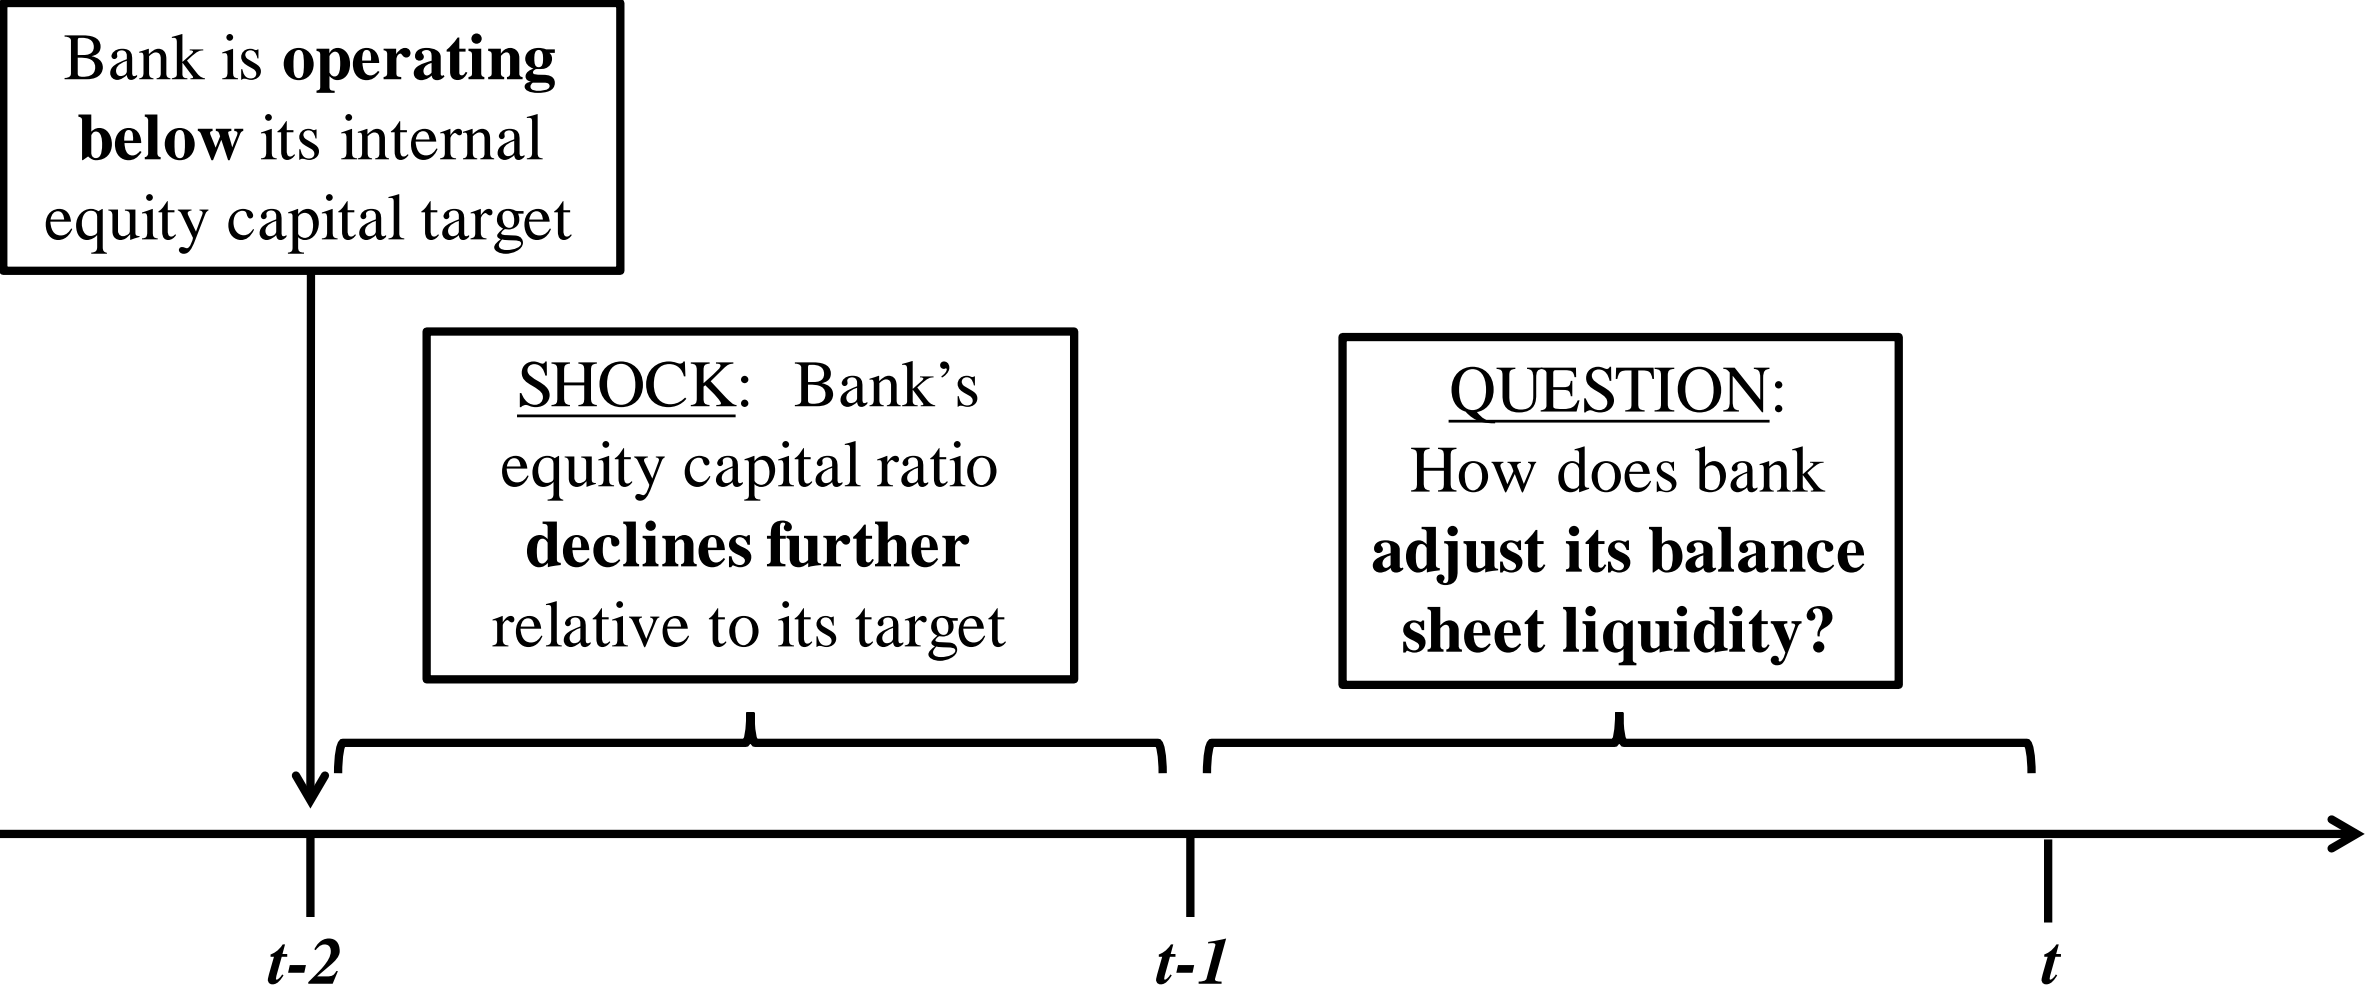 Bank is operating
below its internal
equity capital target
SHOCK: Bank’s
equity capital ratio
declines further
relative to its target
QUESTION:
How does bank
adjust its balance
sheet liquidity?
t-2
t-1
t